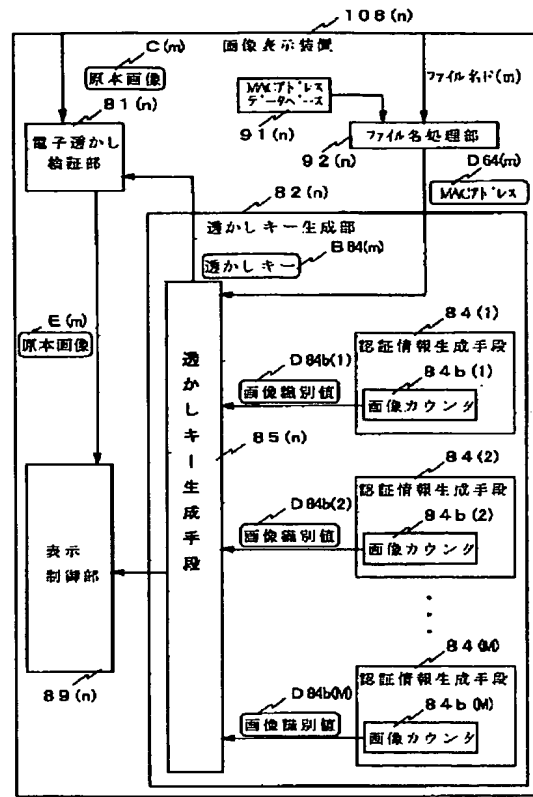 108(n)
画像表示装置
C(m)
原本画像
81(n)
電子透かし
検証部
MACアドレス
データベース
91(n)
ファイル名F(m)
ファイル名処理部
92(n)
D64(m)
MACアドレス
82(n)
透かしキー生成部
B84(m)
透かしキー
E(m)
原本画像
透かしキー生成手段
85(n)
84(1)
認証情報生成手段
84b(1)
画像カウンタ
D84b(1)
画像識別値
84(2)
認証情報生成手段
84b(2)
画像カウンタ
D84b(2)
画像識別値
84(M)
認証情報生成手段
84b(M)
画像カウンタ
D84b(M)
画像識別値
表示
制御部
89(n)